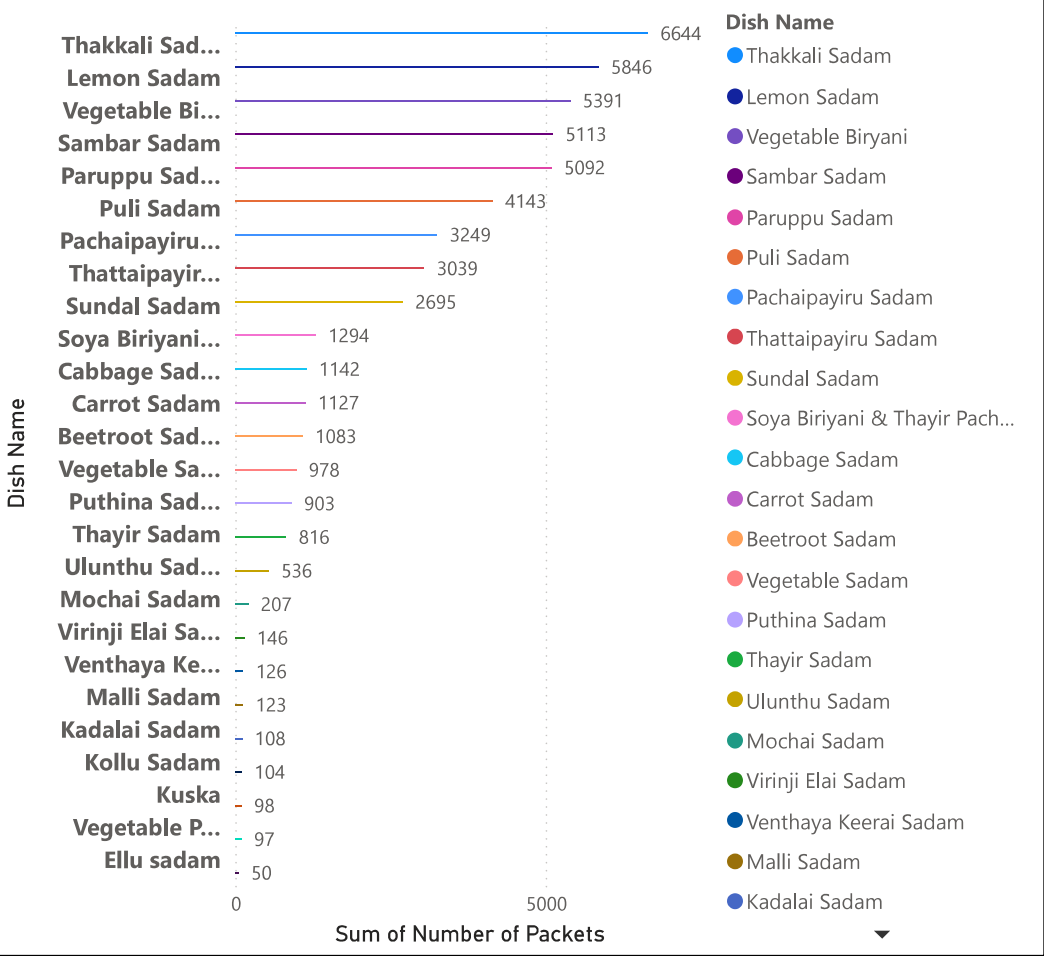 Thakkali Sad... 6644
Lemon Sadam 5846
Vegetable Bi... 5391
Sambar Sadam 5113
Paruppu Sad... 5092
Puli Sadam 4143
Pachaipayiru... 3249
Thattaipayir... 3039
Sundal Sadam 2695
Soya Biriyani... 1294
Cabbage Sad... 1142
Carrot Sadam 1127
Beetroot Sad... 1083
Vegetable Sa... 978
Puthina Sad... 903
Thayir Sadam 816
Ulunthu Sad... 536
Mochai Sadam 207
Virinji Elai Sa... 146
Venthaya Ke... 126
Malli Sadam 123
Kadalai Sadam 108
Kollu Sadam 104
Kuska 98
Vegetable P... 97
Ellu sadam 50
Dish Name
0 5000
Sum of Number of Packets
Dish Name
Thakkali Sadam
Lemon Sadam
Vegetable Biryani
Sambar Sadam
Paruppu Sadam
Puli Sadam
Pachaipayiru Sadam
Thattaipayiru Sadam
Sundal Sadam
Soya Biriyani & Thayir Pach...
Cabbage Sadam
Carrot Sadam
Beetroot Sadam
Vegetable Sadam
Puthina Sadam
Thayir Sadam
Ulunthu Sadam
Mochai Sadam
Virinji Elai Sadam
Venthaya Keerai Sadam
Malli Sadam
Kadalai Sadam